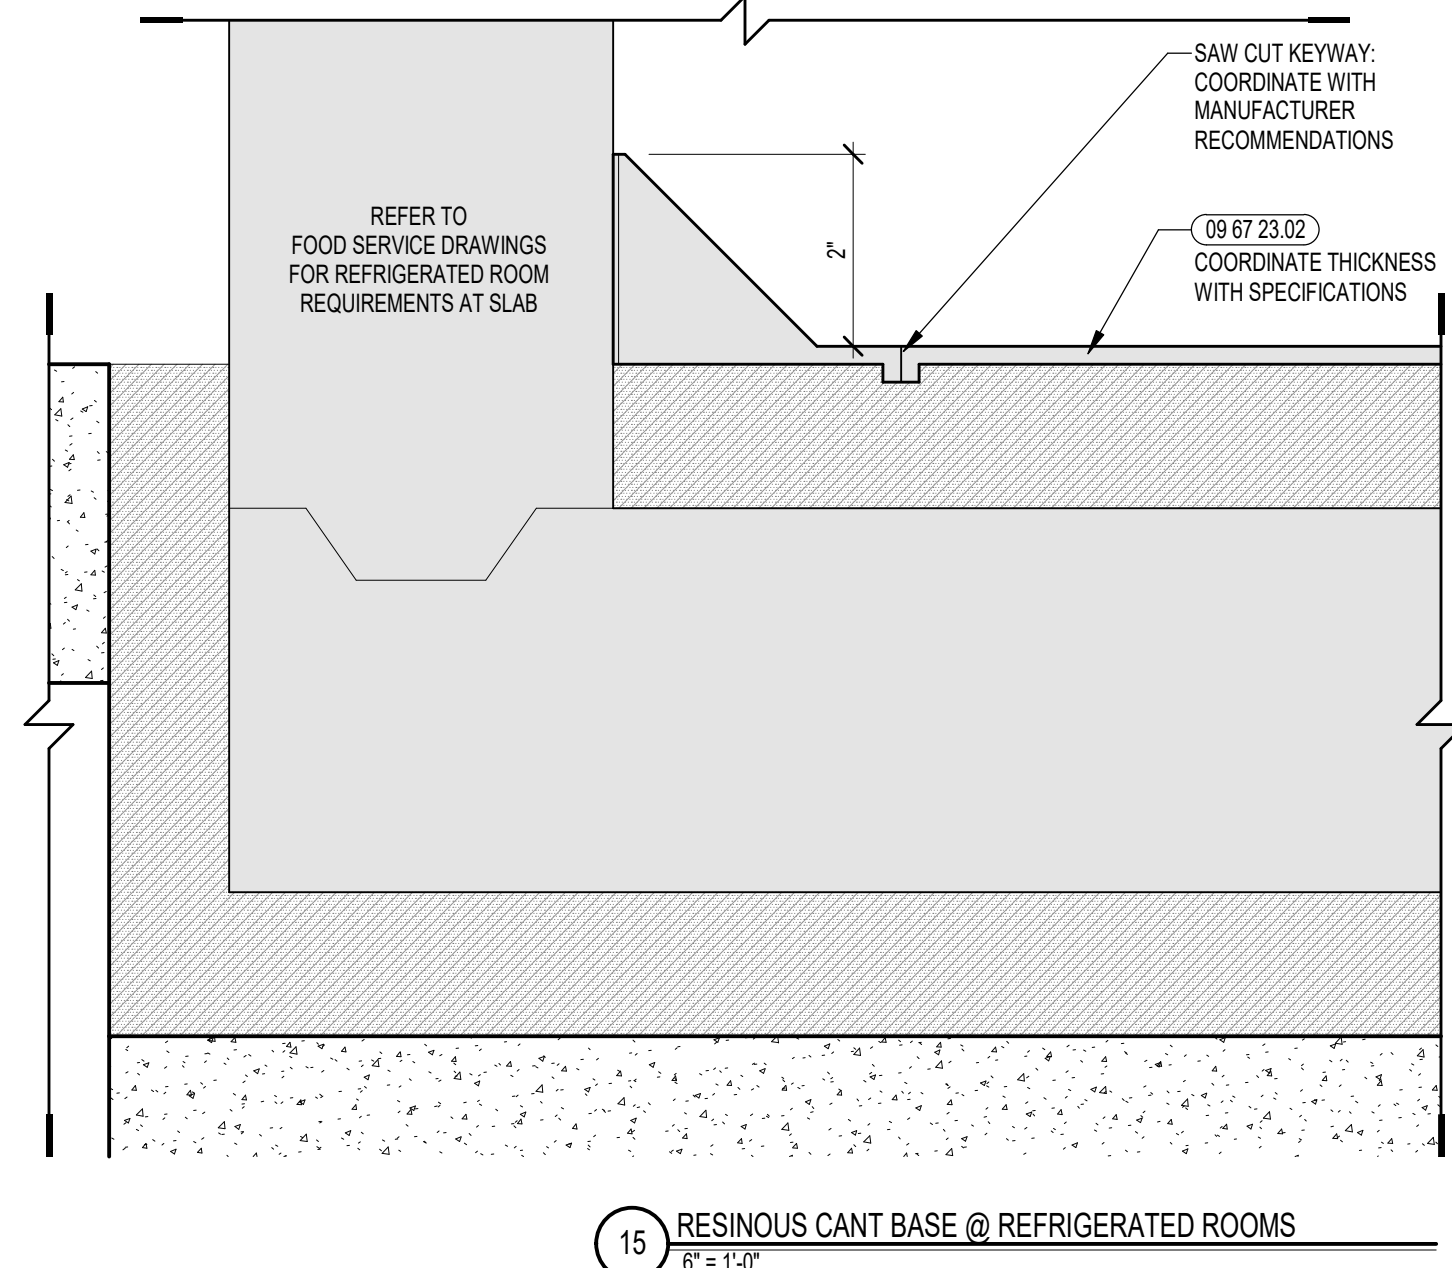 SAW CUT KEYWAY:
COORDINATE WITH
MANUFACTURER
RECOMMENDATIONS
REFER TO
FOOD SERVICE DRAWINGS
FOR REFRIGERATED ROOM
REQUIREMENTS AT SLAB
2"
09 67 23.02
COORDINATE THICKNESS
WITH SPECIFICATIONS
15
RESINOUS CANT BASE @ REFRIGERATED ROOMS
6" = 1'-0"